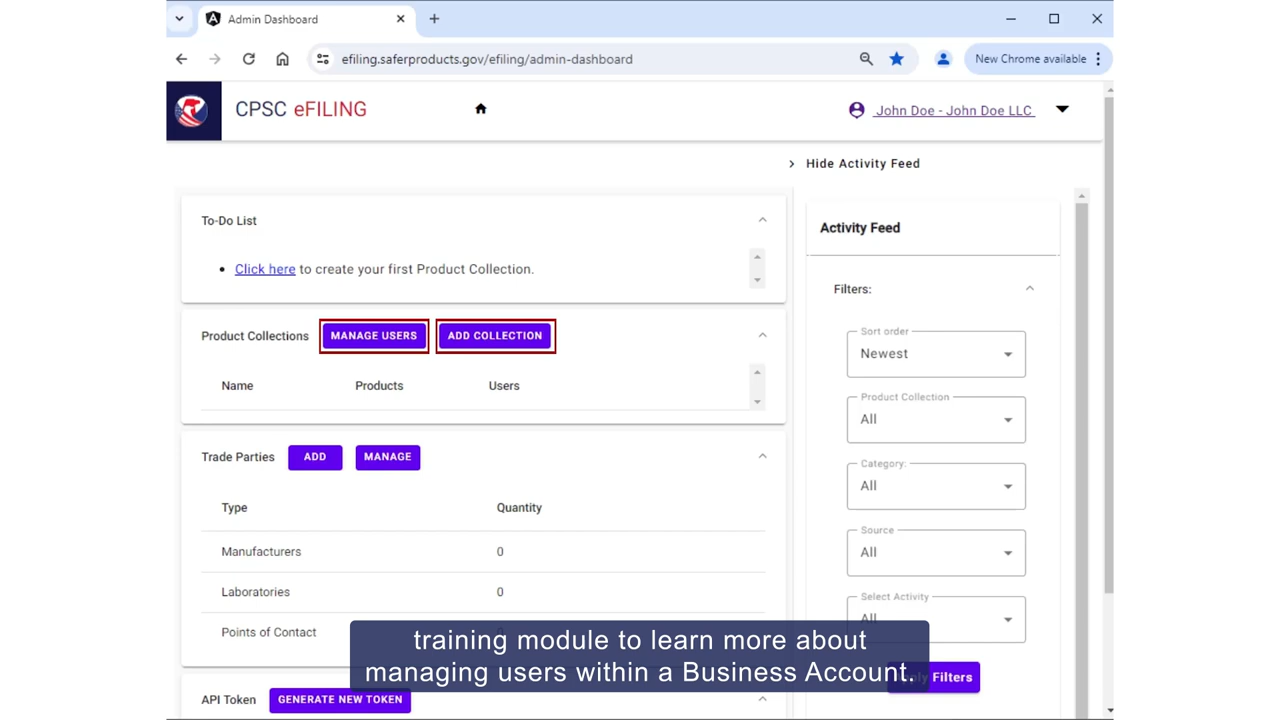 Admin Dashboard
efiling.saferproducts.gov/efiling/admin-dashboard
New Chrome available
CPSC eFILING
John Doe - John Doe LLC
Hide Activity Feed
To-Do List
Click here to create your first Product Collection.
Product Collections MANAGE USERS ADD COLLECTION
Name Products Users
Trade Parties ADD MANAGE
Type Quantity
Manufacturers 0
Laboratories 0
Points of Contact
API Token GENERATE NEW TOKEN
Activity Feed
Filters:
Sort order
Newest
Product Collection
All
Category:
All
Source
All
Select Activity
All
Filters
training module to learn more about
managing users within a Business Account.